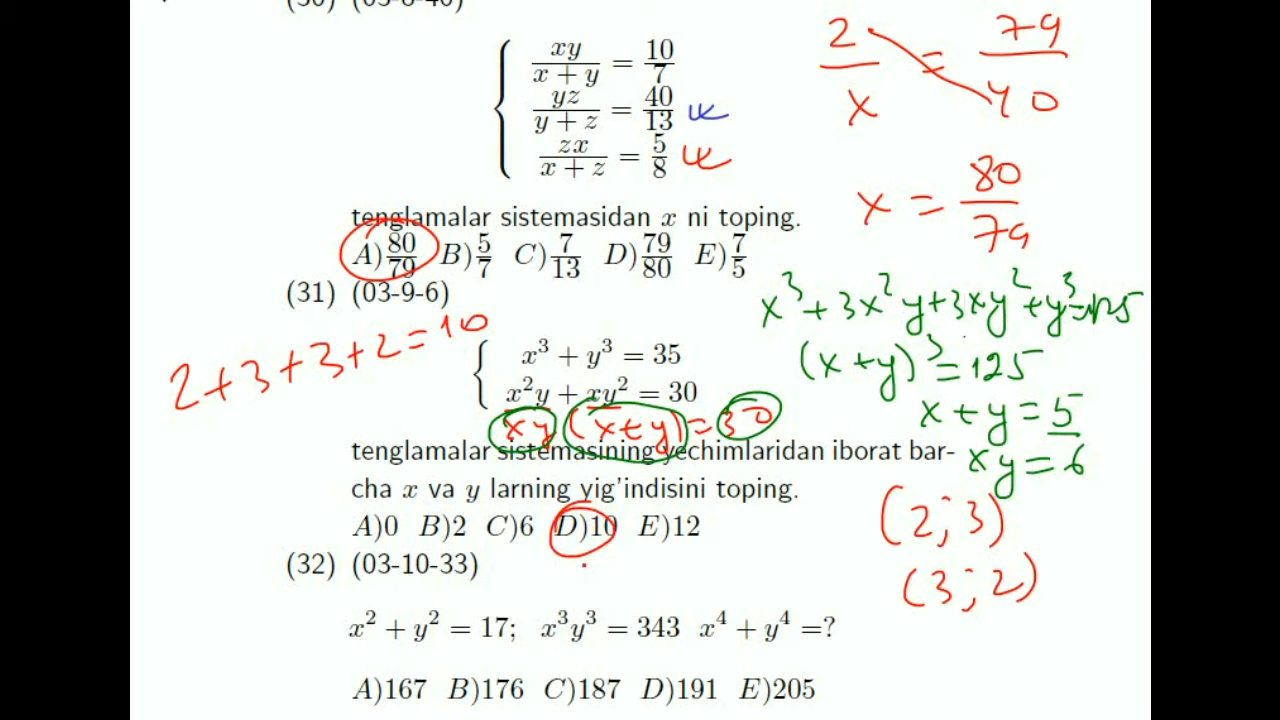 (30) (03-8-40)
xy/(x + y) = 10/7
yz/(y + z) = 40/13
zx/(x + z) = 5/8
tenglamalar sistemasidan x ni toping.
A) 80/79 B) 5/7 C) 7/13 D) 79/80 E) 7/5
2/x = 79/40
x = 80/79
(31) (03-9-6)
x³ + y³ = 35
x²y + xy² = 30
xy (x+y) = 30
2+3+3+2=10
x³+3x²y+3xy²+y³=125
(x+y)³=125
x+y=5
xy=6
(2;3)
(3;2)
tenglamalar sistemasining yechimlaridan iborat bar-
cha x va y larning yig'indisini toping.
A)0 B)2 C)6 D)10 E)12
(32) (03-10-33)
x² + y² = 17; x³y³ = 343 x⁴ + y⁴ =?
A)167 B)176 C)187 D)191 E)205